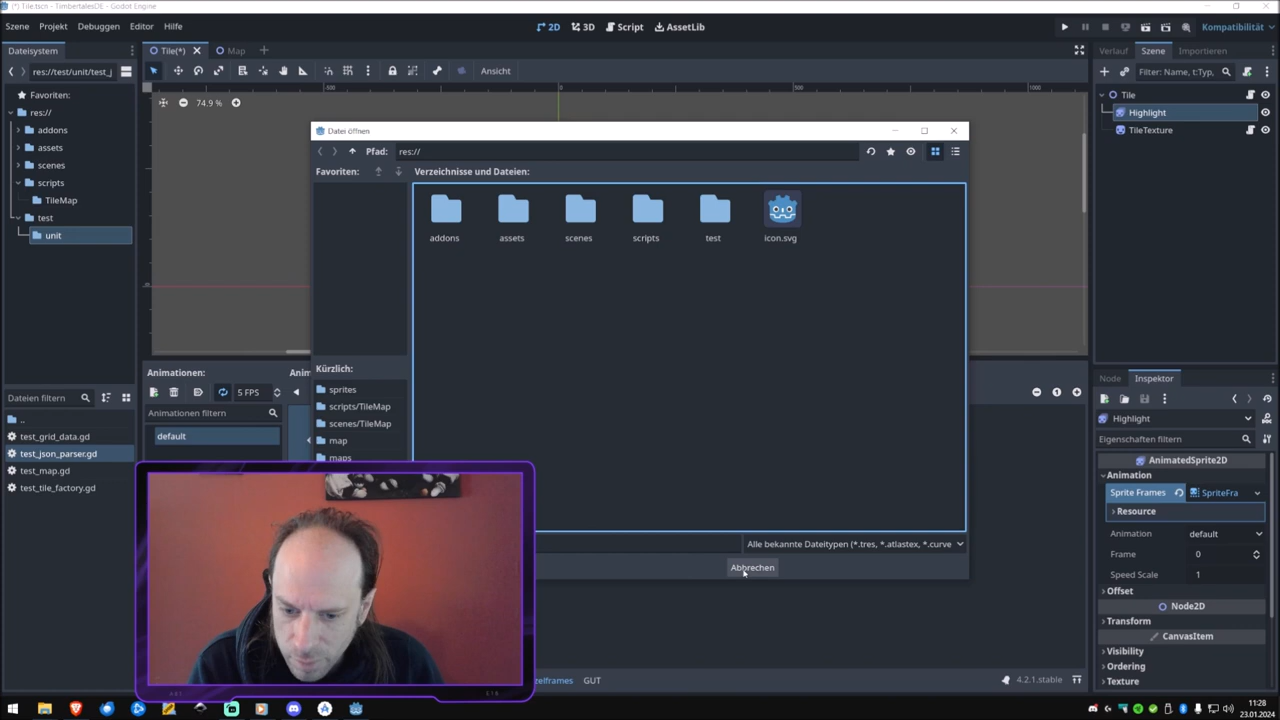 (*) Tile.tscn - TimbertalesDE - Godot Engine
Szene Projekt Debuggen Editor Hilfe
2D 3D Script AssetLib
Kompatibilität
Dateisystem
res://test/unit/test_j
Favoriten:
res://
addons
assets
scenes
scripts
TileMap
test
unit
Dateien filtern
..
test_grid_data.gd
test_json_parser.gd
test_map.gd
test_tile_factory.gd
Tile(*) Map
Ansicht
-500 0 500 1000
74.9 %
Datei öffnen
Pfad: res://
Favoriten:
Verzeichnisse und Dateien:
addons assets scenes scripts test icon.svg
Kürzlich:
sprites
scripts/TileMap
scenes/TileMap
map
maps
Alle bekannte Dateitypen (*.tres, *.atlastex, *.curve
Abbrechen
Animationen:
Anim
5 FPS
Animationen filtern
default
zelframes GUT
4.2.1.stable
Verlauf Szene Importieren
Filter: Name, t:Typ,
Tile
Highlight
TileTexture
Node Inspektor
Highlight
Eigenschaften filtern
AnimatedSprite2D
Animation
Sprite Frames SpriteFra
Resource
Animation default
Frame 0
Speed Scale 1
Offset
Node2D
Transform
CanvasItem
Visibility
Ordering
Texture
11:28
23.01.2024